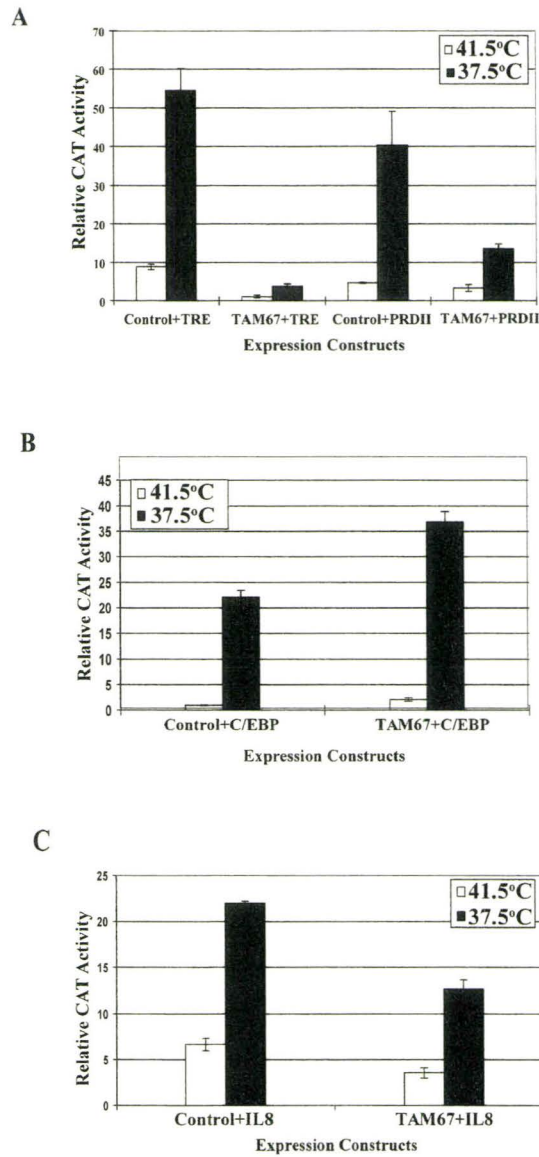 A
70
60
50
40
30
20
10
0
Relative CAT Activity
41.5°C
37.5°C
Control+TRE TAM67+TRE Control+PRDII TAM67+PRDII
Expression Constructs
B
45
40
35
30
25
20
15
10
5
0
Relative CAT Activity
41.5°C
37.5°C
Control+C/EBP TAM67+C/EBP
Expression Constructs
C
25
20
15
10
5
0
Relative CAT Activity
41.5°C
37.5°C
Control+IL8 TAM67+IL8
Expression Constructs